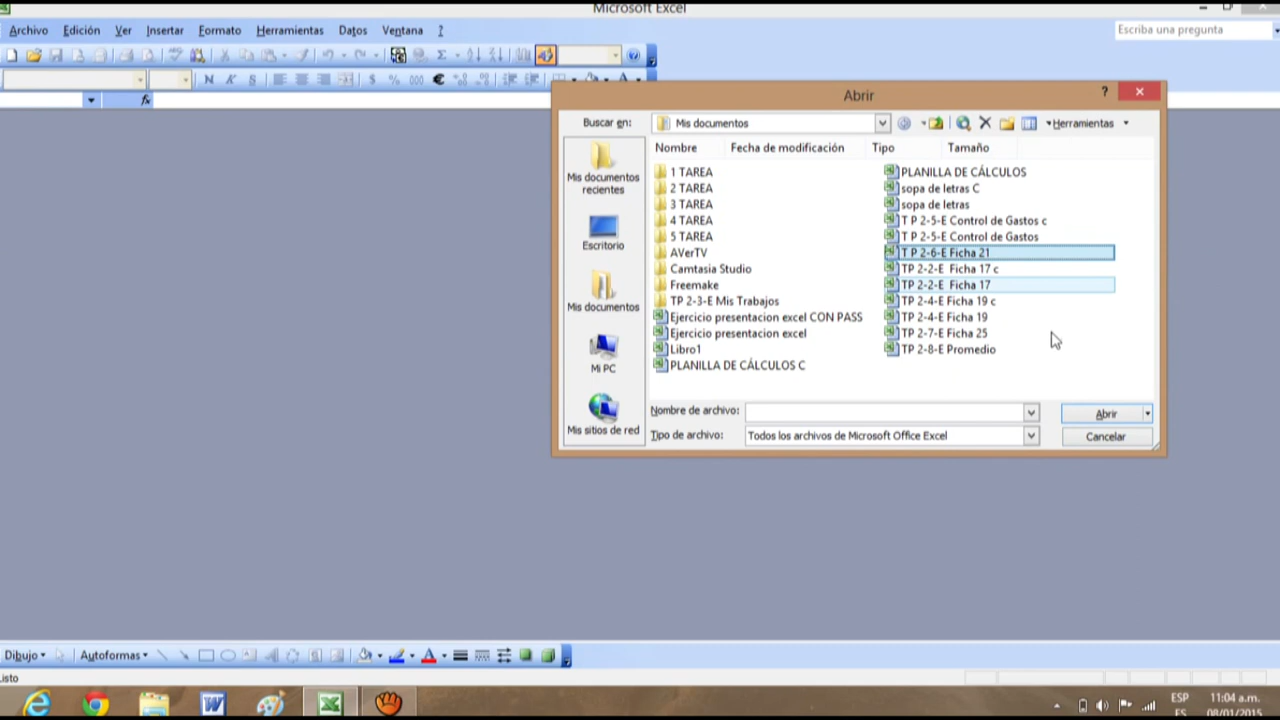 Microsoft Excel
Archivo Edición Ver Insertar Formato Herramientas Datos Ventana ?
Escriba una pregunta
N K S $ % 000 €
fx
Abrir
Buscar en: Mis documentos Herramientas
Nombre Fecha de modificación Tipo Tamaño
Mis documentos recientes
Escritorio
Mis documentos
Mi PC
Mis sitios de red
1 TAREA
2 TAREA
3 TAREA
4 TAREA
5 TAREA
AVerTV
Camtasia Studio
Freemake
TP 2-3-E Mis Trabajos
Ejercicio presentacion excel CON PASS
Ejercicio presentacion excel
Libro1
PLANILLA DE CÁLCULOS C
PLANILLA DE CÁLCULOS
sopa de letras C
sopa de letras
T P 2-5-E Control de Gastos c
T P 2-5-E Control de Gastos
T P 2-6-E Ficha 21
TP 2-2-E Ficha 17 c
TP 2-2-E Ficha 17
TP 2-4-E Ficha 19 c
TP 2-4-E Ficha 19
TP 2-7-E Ficha 25
TP 2-8-E Promedio
Nombre de archivo: Abrir
Tipo de archivo: Todos los archivos de Microsoft Office Excel Cancelar
Dibujo Autoformas
isto
ESP 11:04 a.m.
ES 08/01/2015